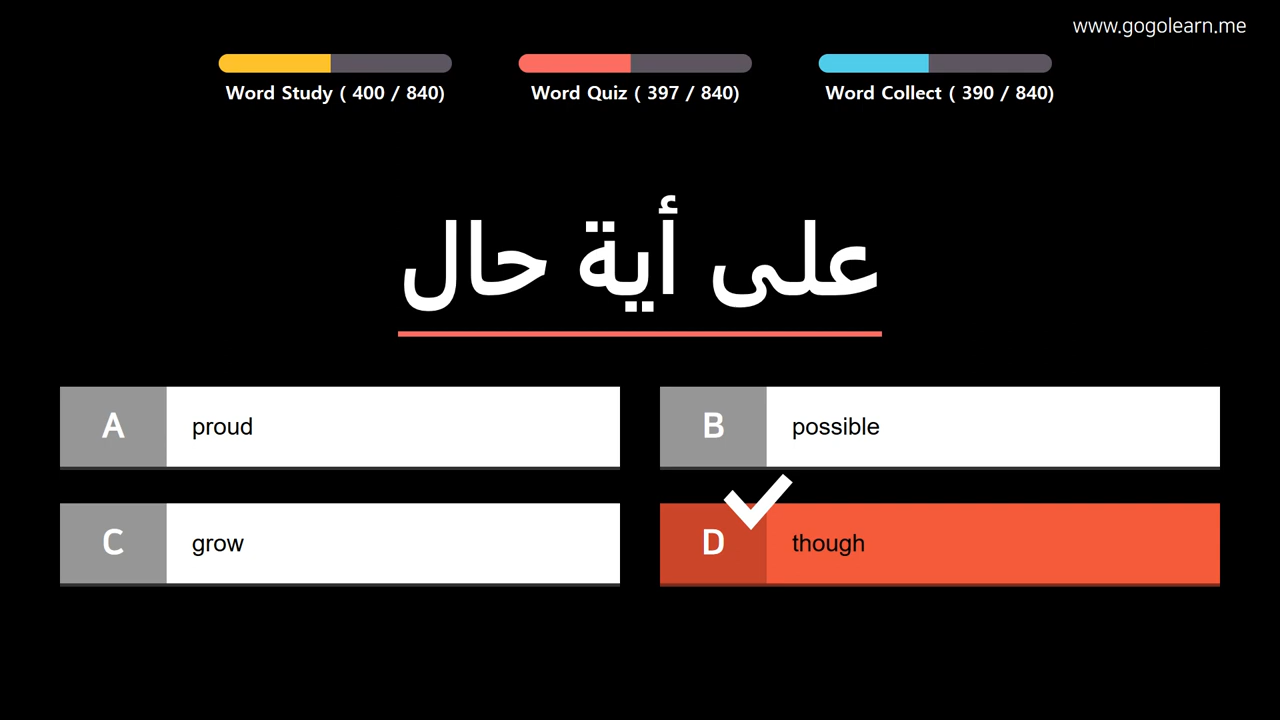 www.gogolearn.me
Word Study ( 400 / 840)
Word Quiz ( 397 / 840)
Word Collect ( 390 / 840)
على أية حال
A
proud
B
possible
C
grow
D
though